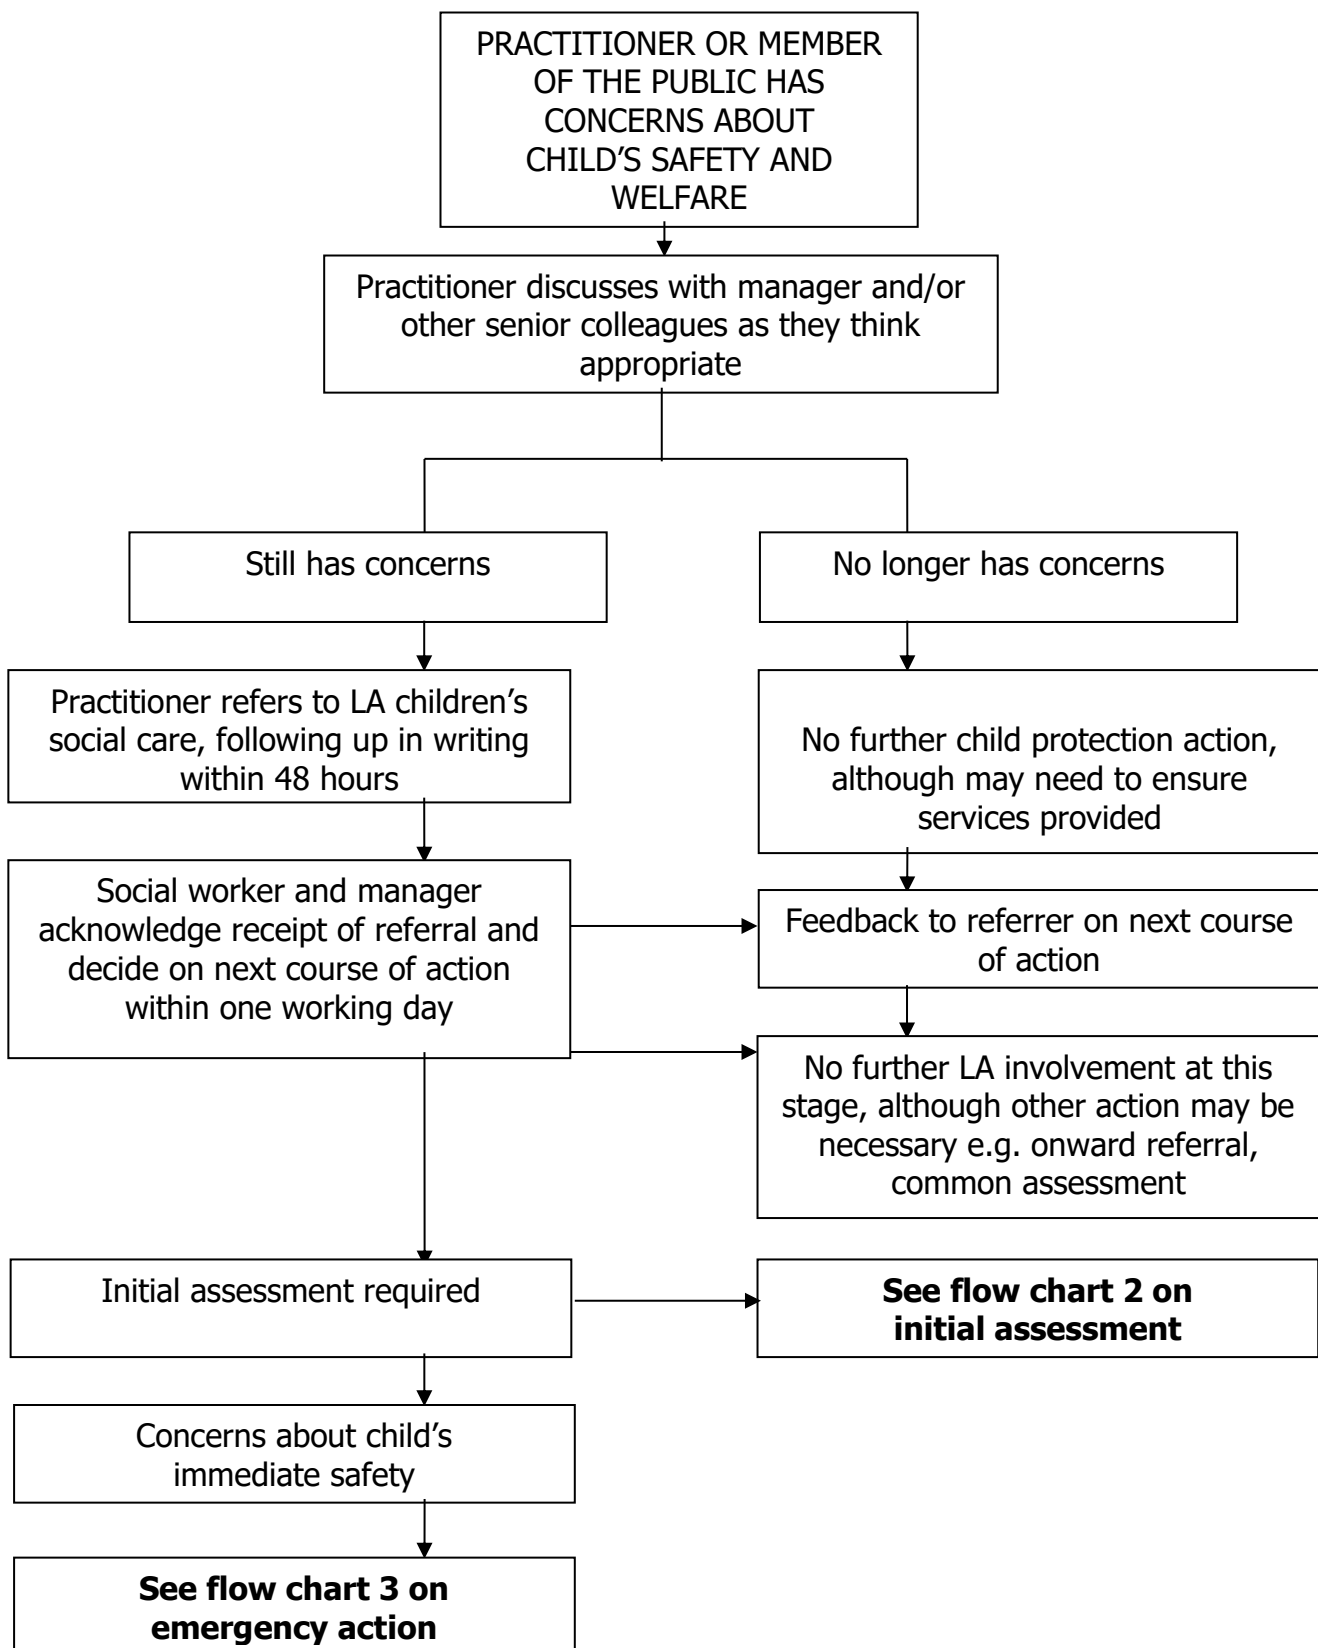 PRACTITIONER OR MEMBER
OF THE PUBLIC HAS
CONCERNS ABOUT
CHILD’S SAFETY AND
WELFARE
Practitioner discusses with manager and/or
other senior colleagues as they think
appropriate
Still has concerns
No longer has concerns
Practitioner refers to LA children’s
social care, following up in writing
within 48 hours
No further child protection action,
although may need to ensure
services provided
Social worker and manager
acknowledge receipt of referral and
decide on next course of action
within one working day
Feedback to referrer on next course
of action
No further LA involvement at this
stage, although other action may be
necessary e.g. onward referral,
common assessment
Initial assessment required
See flow chart 2 on
initial assessment
Concerns about child’s
immediate safety
See flow chart 3 on
emergency action